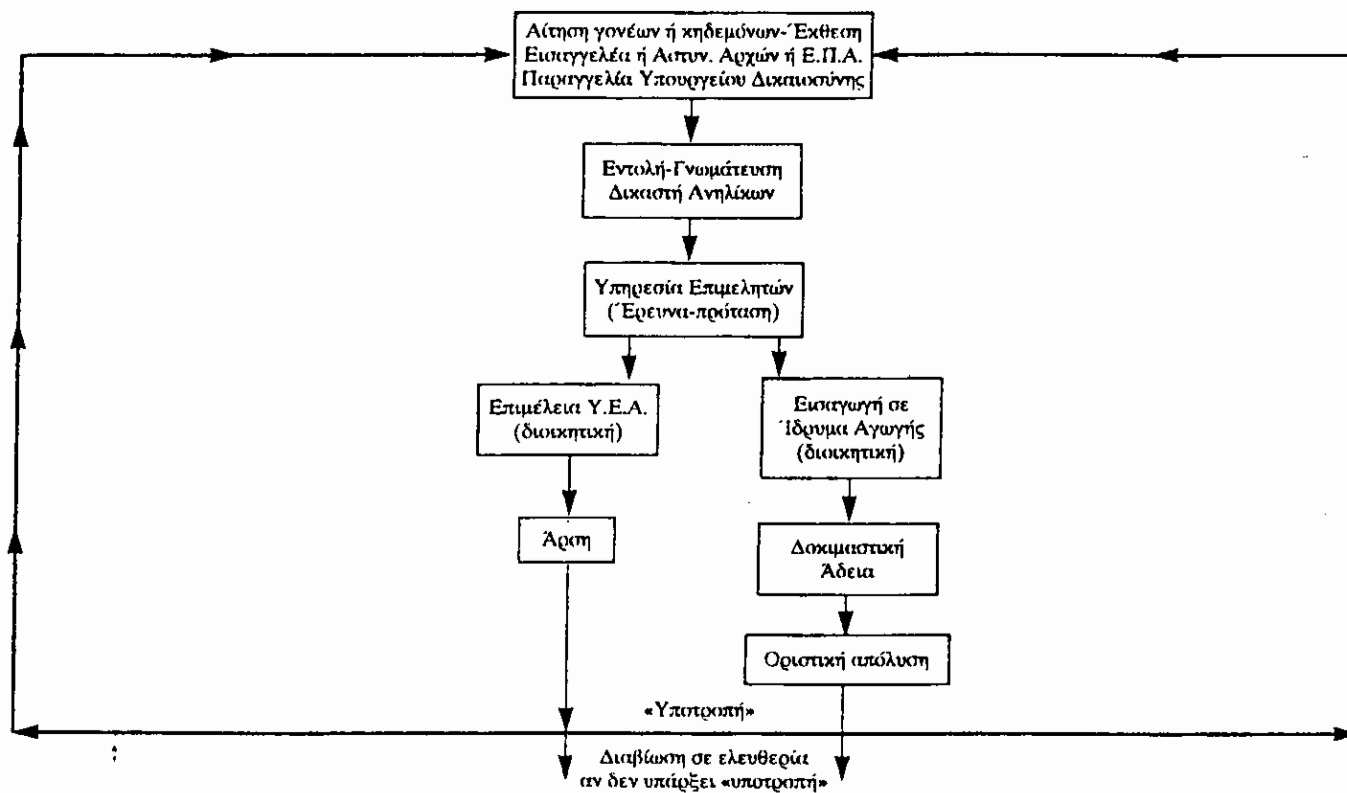 Αίτηση γονέων ή κηδεμόνων-Έκθεση
Εισαγγελέα ή Αστυν. Αρχών ή Ε.Π.Α.
Παραγγελία Υπουργείου Δικαιοσύνης
Εντολή-Γνωμάτευση
Δικαστή Ανηλίκων
Υπηρεσία Επιμελητών
(Έρευνα-πρόταση)
Επιμέλεια Υ.Ε.Α.
(διοικητική)
Εισαγωγή σε
Ίδρυμα Αγωγής
(διοικητική)
Άρση
Δοκιμαστική
Άδεια
Οριστική απόλυση
«Υποτροπή»
Διαβίωση σε ελευθερία
αν δεν υπάρξει «υποτροπή»